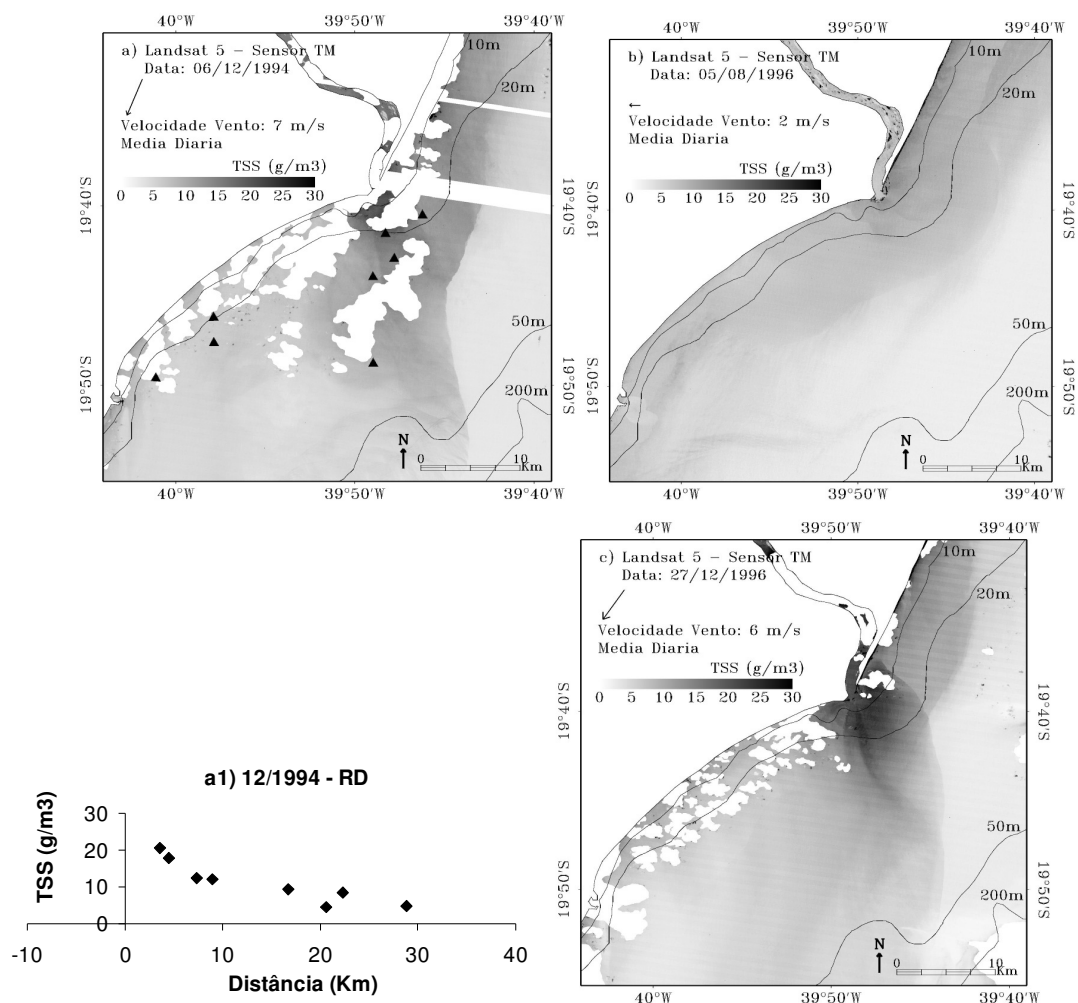 40°W 39°50'W 39°40'W
a) Landsat 5 – Sensor TM
Data: 06/12/1994
Velocidade Vento: 7 m/s
Media Diaria
TSS (g/m3)
0 5 10 15 20 25 30
10m
20m
50m
200m
19°40'S
19°50'S
19°40'S
19°50'S
N
0 10
Km
40°W 39°50'W 39°40'W
40°W 39°50'W 39°40'W
b) Landsat 5 – Sensor TM
Data: 05/08/1996
Velocidade Vento: 2 m/s
Media Diaria
TSS (g/m3)
0 5 10 15 20 25 30
10m
20m
50m
200m
19°40'S
19°50'S
19°40'S
19°50'S
N
0 10
Km
40°W 39°50'W 39°40'W
a1) 12/1994 - RD
TSS (g/m3)
30
20
10
0
-10 0 10 20 30 40
Distância (Km)
40°W 39°50'W 39°40'W
c) Landsat 5 – Sensor TM
Data: 27/12/1996
Velocidade Vento: 6 m/s
Media Diaria
TSS (g/m3)
0 5 10 15 20 25 30
10m
20m
50m
200m
19°40'S
19°50'S
19°40'S
19°50'S
N
0 10
Km
40°W 39°50'W 39°40'W